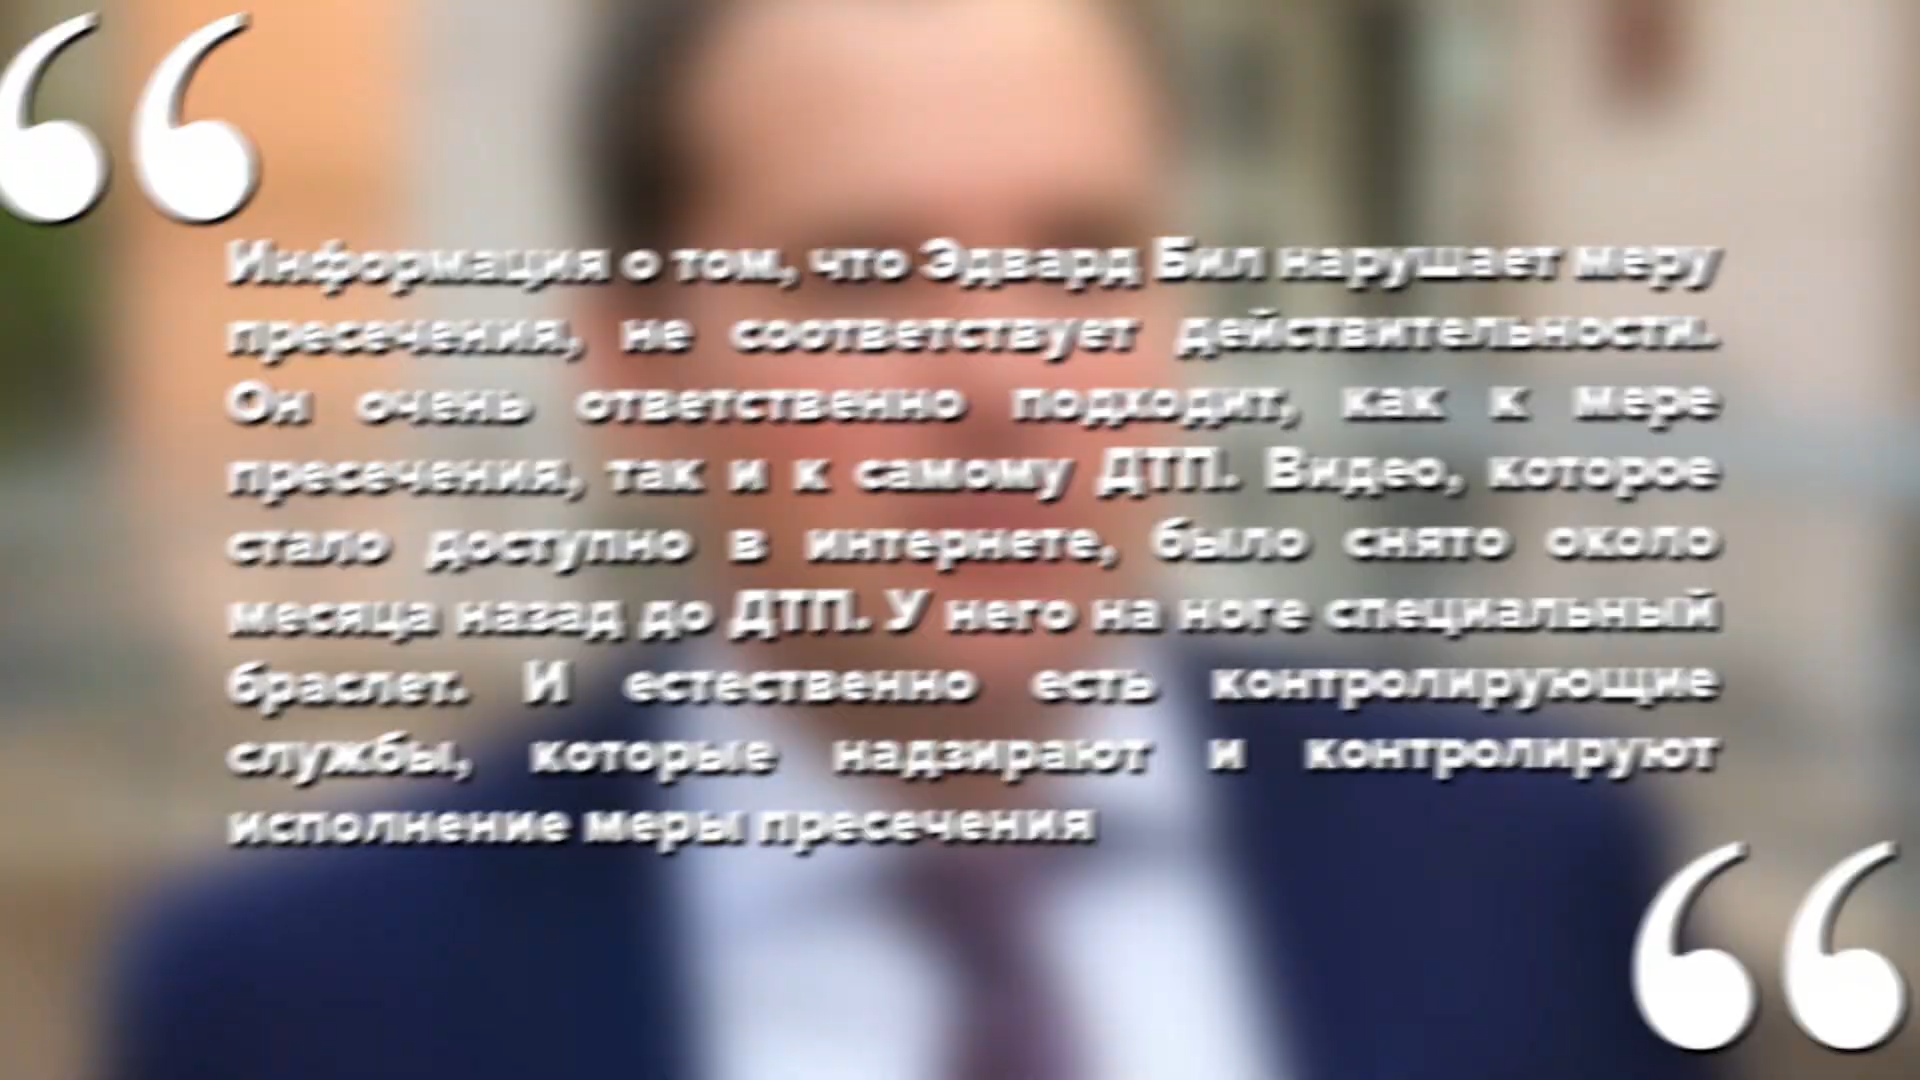 Информация о том, что Эдвард Бил нарушает меру
пресечения, не соответствует действительности.
Он очень ответственно подходит, как к мере
пресечения, так и к самому ДТП. Видео, которое
стало доступно в интернете, было снято около
месяца назад до ДТП. У него на ноге специальный
браслет. И естественно есть контролирующие
службы, которые надзирают и контролируют
исполнение меры пресечения